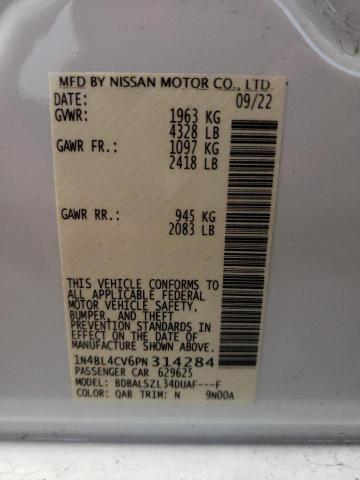 MFD BY NISSAN MOTOR CO., LTD.
DATE: 09/22
GVWR: 1963 KG
4328 LB
GAWR FR.: 1097 KG
2418 LB
GAWR RR.: 945 KG
2083 LB
THIS VEHICLE CONFORMS TO
ALL APPLICABLE FEDERAL
MOTOR VEHICLE SAFETY,
BUMPER, AND THEFT
PREVENTION STANDARDS IN
EFFECT ON THE DATE OF
MANUFACTURE SHOWN ABOVE.
1N4BL4CV6PN314284
PASSENGER CAR 629625
MODEL: BDBALSZL34DUAF---F
COLOR: QAB TRIM: N 9N00A